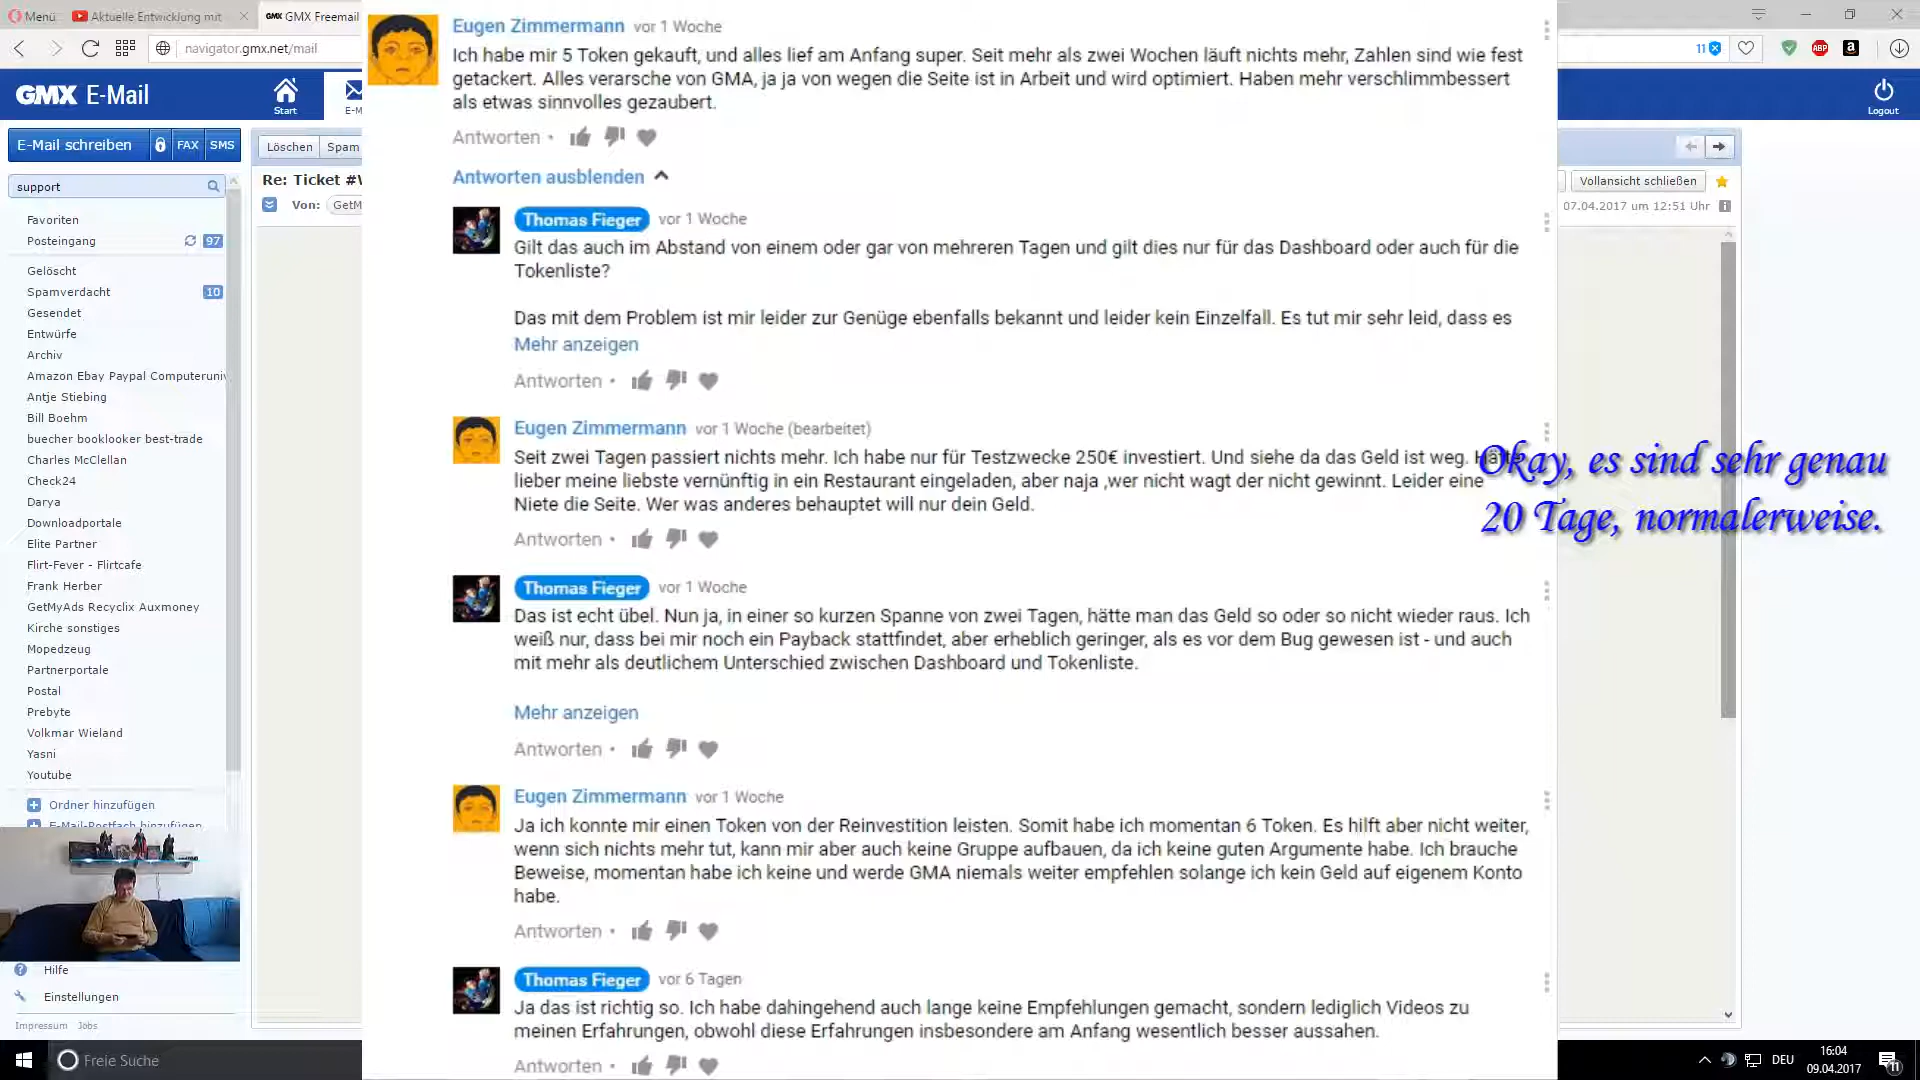 Menü
Aktuelle Entwicklung mit
GMX GMX Freemail
navigator.gmx.net/mail
11
ABP
GMX E-Mail
Start
E-M
Logout
E-Mail schreiben
FAX
SMS
support
Favoriten
Posteingang
97
Gelöscht
Spamverdacht
10
Gesendet
Entwürfe
Archiv
Amazon Ebay Paypal Computeruniv
Antje Stiebing
Bill Boehm
buecher booklooker best-trade
Charles McClellan
Check24
Darya
Downloadportale
Elite Partner
Flirt-Fever - Flirtcafe
Frank Herber
GetMyAds Recyclix Auxmoney
Kirche sonstiges
Mopedzeug
Partnerportale
Postal
Prebyte
Volkmar Wieland
Yasni
Youtube
Ordner hinzufügen
E-Mail-Postfach hinzufügen
Hilfe
Einstellungen
Impressum Jobs
Löschen
Spam
Re: Ticket #
Von: GetM
Vollansicht schließen
07.04.2017 um 12:51 Uhr
Eugen Zimmermann vor 1 Woche
Ich habe mir 5 Token gekauft, und alles lief am Anfang super. Seit mehr als zwei Wochen läuft nichts mehr, Zahlen sind wie fest
getackert. Alles verarsche von GMA, ja ja von wegen die Seite ist in Arbeit und wird optimiert. Haben mehr verschlimmbessert
als etwas sinnvolles gezaubert.
Antworten •
Antworten ausblenden
Thomas Fieger vor 1 Woche
Gilt das auch im Abstand von einem oder gar von mehreren Tagen und gilt dies nur für das Dashboard oder auch für die
Tokenliste?
Das mit dem Problem ist mir leider zur Genüge ebenfalls bekannt und leider kein Einzelfall. Es tut mir sehr leid, dass es
Mehr anzeigen
Antworten •
Eugen Zimmermann vor 1 Woche (bearbeitet)
Seit zwei Tagen passiert nichts mehr. Ich habe nur für Testzwecke 250€ investiert. Und siehe da das Geld ist weg. Hätte
lieber meine liebste vernünftig in ein Restaurant eingeladen, aber naja ,wer nicht wagt der nicht gewinnt. Leider eine
Niete die Seite. Wer was anderes behauptet will nur dein Geld.
Antworten •
Okay, es sind sehr genau
20 Tage, normalerweise.
Thomas Fieger vor 1 Woche
Das ist echt übel. Nun ja, in einer so kurzen Spanne von zwei Tagen, hätte man das Geld so oder so nicht wieder raus. Ich
weiß nur, dass bei mir noch ein Payback stattfindet, aber erheblich geringer, als es vor dem Bug gewesen ist - und auch
mit mehr als deutlichem Unterschied zwischen Dashboard und Tokenliste.
Mehr anzeigen
Antworten •
Eugen Zimmermann vor 1 Woche
Ja ich konnte mir einen Token von der Reinvestition leisten. Somit habe ich momentan 6 Token. Es hilft aber nicht weiter,
wenn sich nichts mehr tut, kann mir aber auch keine Gruppe aufbauen, da ich keine guten Argumente habe. Ich brauche
Beweise, momentan habe ich keine und werde GMA niemals weiter empfehlen solange ich kein Geld auf eigenem Konto
habe.
Antworten •
Thomas Fieger vor 6 Tagen
Ja das ist richtig so. Ich habe dahingehend auch lange keine Empfehlungen gemacht, sondern lediglich Videos zu
meinen Erfahrungen, obwohl diese Erfahrungen insbesondere am Anfang wesentlich besser aussahen.
Antworten •
Freie Suche
DEU
16:04
09.04.2017
11